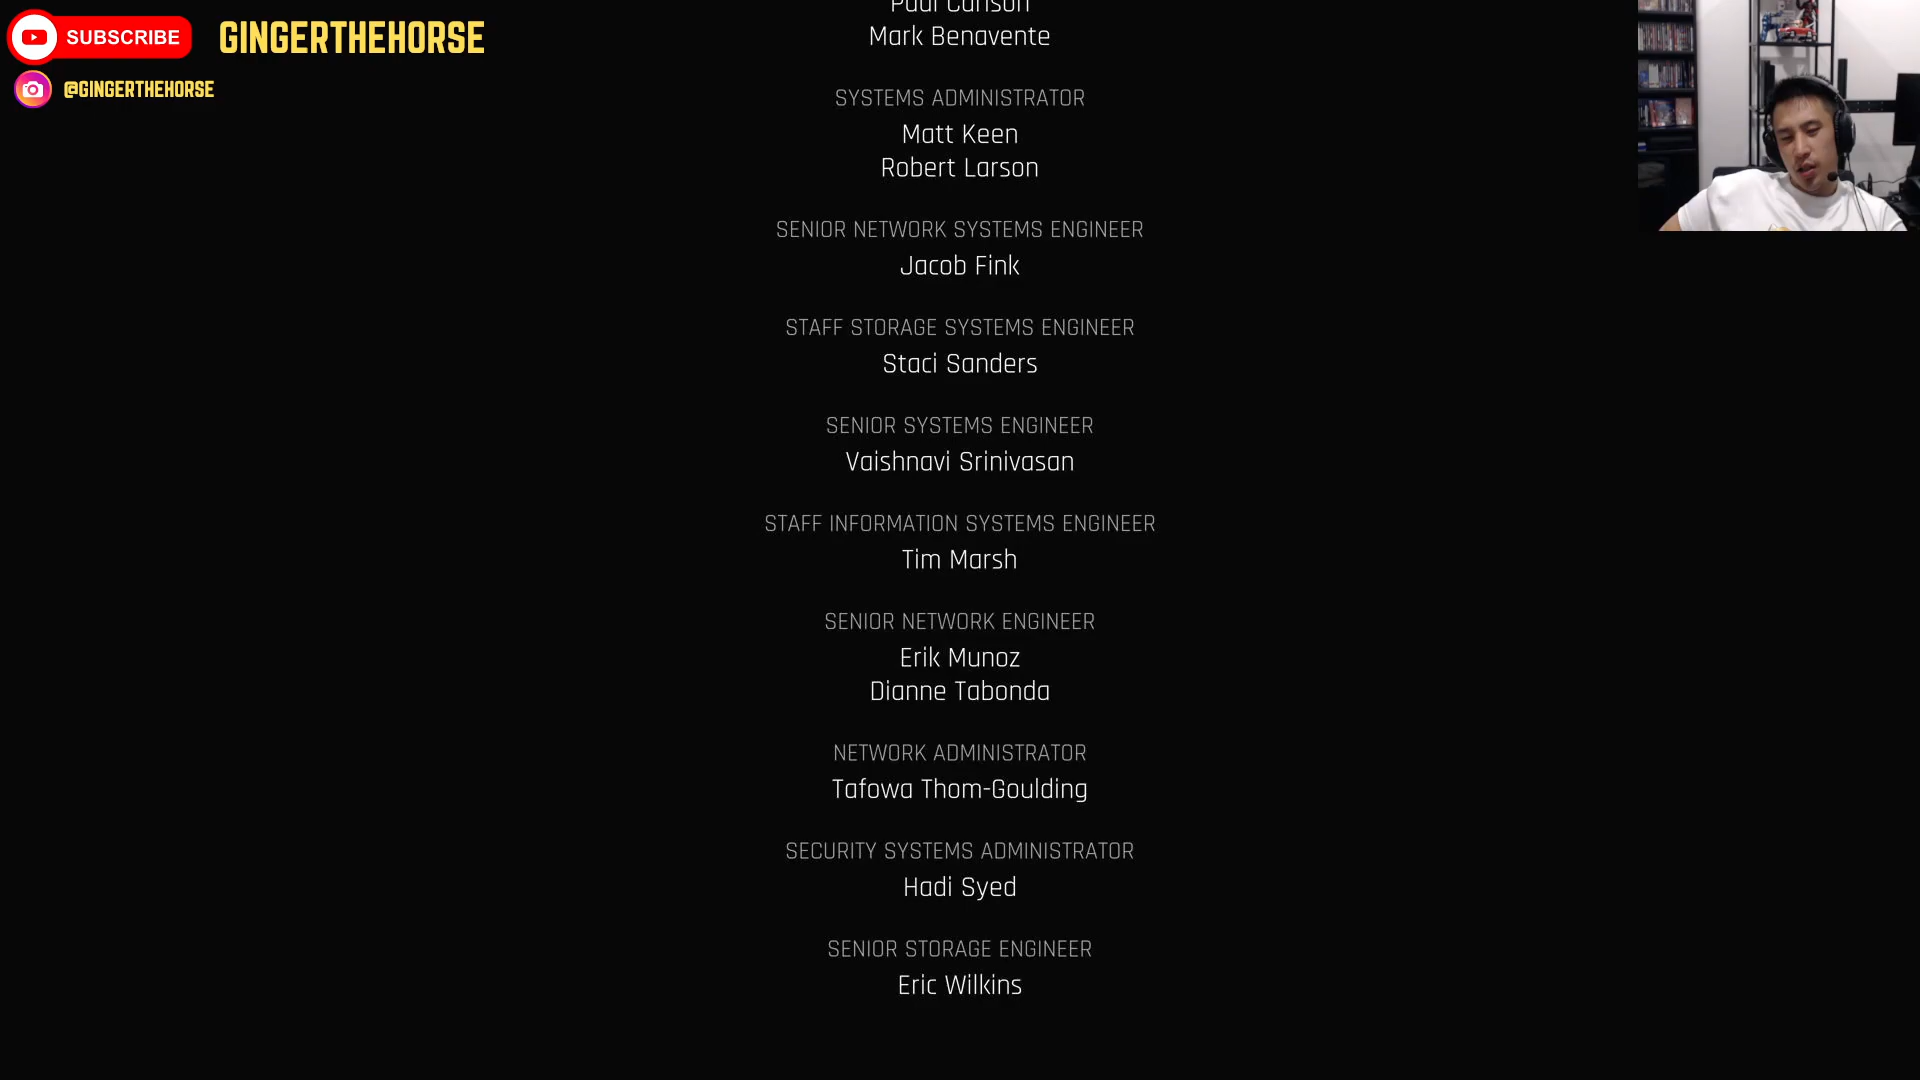 SUBSCRIBE
GINGERTHEHORSE
@GINGERTHEHORSE
Paul Carlson
Mark Benavente
SYSTEMS ADMINISTRATOR
Matt Keen
Robert Larson
SENIOR NETWORK SYSTEMS ENGINEER
Jacob Fink
STAFF STORAGE SYSTEMS ENGINEER
Staci Sanders
SENIOR SYSTEMS ENGINEER
Vaishnavi Srinivasan
STAFF INFORMATION SYSTEMS ENGINEER
Tim Marsh
SENIOR NETWORK ENGINEER
Erik Munoz
Dianne Tabonda
NETWORK ADMINISTRATOR
Tafowa Thom-Goulding
SECURITY SYSTEMS ADMINISTRATOR
Hadi Syed
SENIOR STORAGE ENGINEER
Eric Wilkins